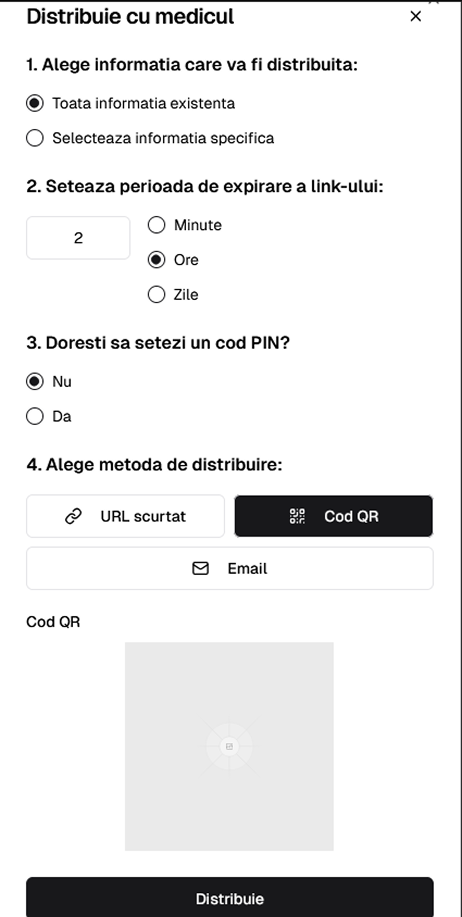 Distribuie cu medicul
1. Alege informatia care va fi distribuita:
Toata informatia existenta
Selecteaza informatia specifica
2. Seteaza perioada de expirare a link-ului:
2
Minute
Ore
Zile
3. Doresti sa setezi un cod PIN?
Nu
Da
4. Alege metoda de distribuire:
URL scurtat
Cod QR
Email
Cod QR
Distribuie